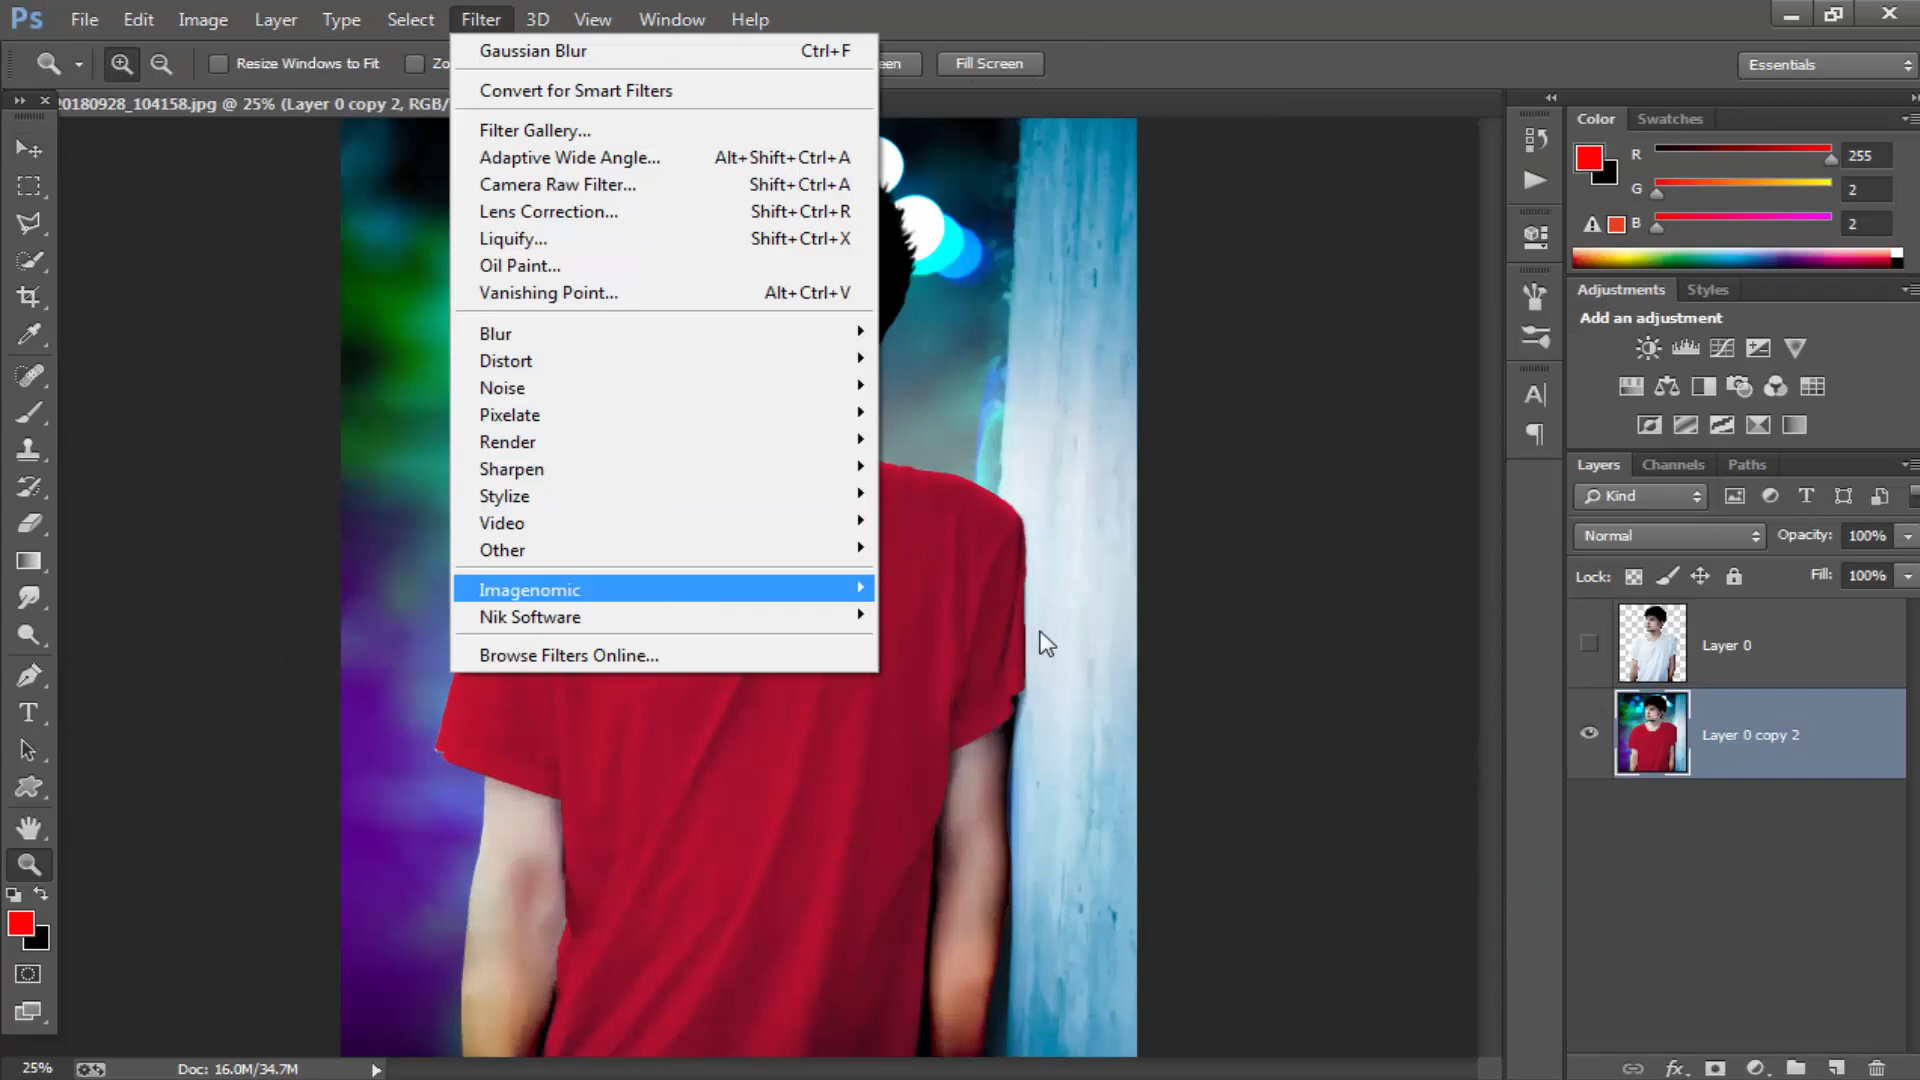 Ps File Edit Image Layer Type Select Filter 3D View Window Help
Resize Windows to Fit Zo een Fill Screen Essentials
20180928_104158.jpg @ 25% (Layer 0 copy 2, RGB/
Gaussian Blur Ctrl+F
Convert for Smart Filters
Filter Gallery...
Adaptive Wide Angle... Alt+Shift+Ctrl+A
Camera Raw Filter... Shift+Ctrl+A
Lens Correction... Shift+Ctrl+R
Liquify... Shift+Ctrl+X
Oil Paint...
Vanishing Point... Alt+Ctrl+V
Blur
Distort
Noise
Pixelate
Render
Sharpen
Stylize
Video
Other
Imagenomic
Nik Software
Browse Filters Online...
Color Swatches
R 255
G 2
B 2
Adjustments Styles
Add an adjustment
Layers Channels Paths
Kind
Normal Opacity: 100%
Lock: Fill: 100%
Layer 0
Layer 0 copy 2
25% Doc: 16.0M/34.7M